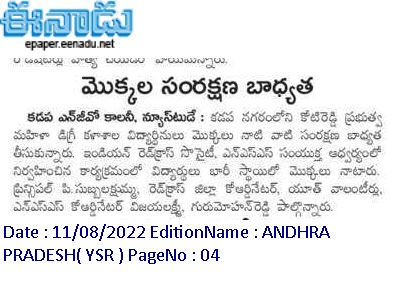 ఈనాడు
epaper.eenadu.net
మొక్కల సంరక్షణ బాధ్యత
కడప ఎన్‌జీవో కాలనీ, న్యూస్‌టుడే : కడప నగరంలోని కోటిరెడ్డి ప్రభుత్వ
మహిళా డిగ్రీ కళాశాల విద్యార్థినులు మొక్కలు నాటి వాటి సంరక్షణ బాధ్యత
తీసుకున్నారు. ఇండియన్ రెడ్‌క్రాస్ సొసైటీ, ఎన్ఎస్ఎస్ సంయుక్త ఆధ్వర్యంలో
నిర్వహించిన కార్యక్రమంలో విద్యార్థులు భారీ స్థాయిలో మొక్కలు నాటారు.
ప్రిన్సిపల్ పి.సుబ్బలక్షుమ్మ, రెడ్‌క్రాస్ జిల్లా కోఆర్డినేటర్, యూత్ వాలంటీర్లు,
ఎన్ఎస్ఎస్ కోఆర్డినేటర్ విజయలక్ష్మీ, గురుమోహన్‌రెడ్డి పాల్గొన్నారు.
Date : 11/08/2022 EditionName : ANDHRA
PRADESH( YSR ) PageNo : 04